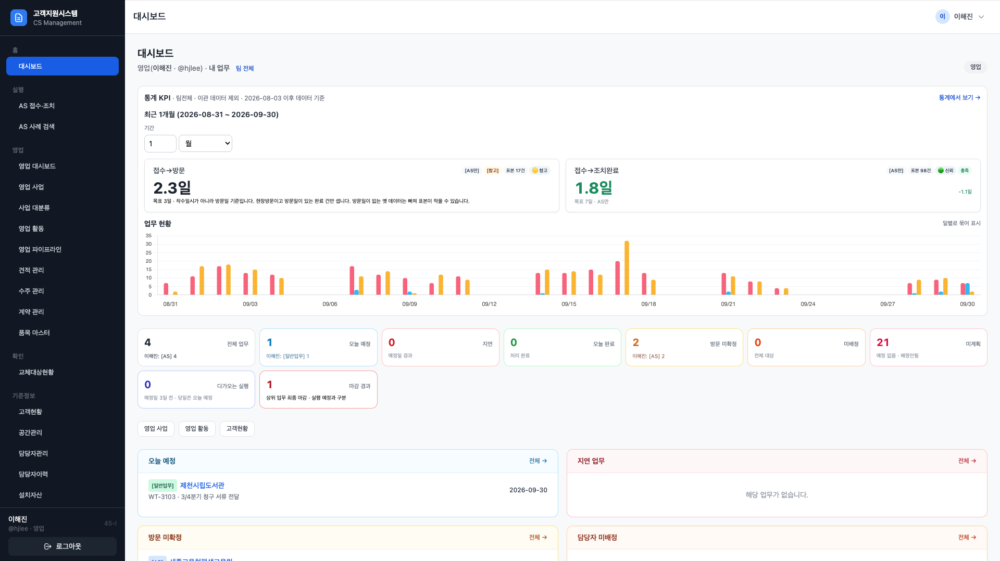 고객지원시스템
CS Management
홈
대시보드
실행
AS 접수·조치
AS 사례 검색
영업
영업 대시보드
영업 사업
사업 대분류
영업 활동
영업 파이프라인
견적 관리
수주 관리
계약 관리
품목 마스터
확인
교체대상현황
기준정보
고객현황
공간관리
담당자관리
담당자이력
설치자산
이해진
@hjlee · 영업
45-I
로그아웃
대시보드
이 이해진
대시보드
영업(이해진 · @hjlee) · 내 업무 팀 전체
영업
통계 KPI · 팀전체 · 이관 데이터 제외 · 2026-08-03 이후 데이터 기준
통계에서 보기 →
최근 1개월 (2026-08-31 ~ 2026-09-30)
기간
1 월
접수→방문 [AS만] [참고] 표본 17건 참고
2.3일
목표 3일 · 착수일시가 아니라 방문일 기준입니다. 현장방문이고 방문일이 있는 완료 건만 셉니다. 방문일이 없는 옛 데이터는 빠져 표본이 작을 수 있습니다.
접수→조치완료 [AS만] 표본 98건 신뢰 충족
1.8일
-1.1일
목표 7일 · AS만
업무 현황
일별로 묶어 표시
35
30
25
20
15
10
5
0
08/31 09/03 09/06 09/09 09/12 09/15 09/18 09/21 09/24 09/27 09/30
4 전체 업무
이해진: [AS] 4
1 오늘 예정
이해진: [일반업무] 1
0 지연
예정일 경과
0 오늘 완료
처리 완료
2 방문 미확정
이해진: [AS] 2
0 미배정
전체 대상
21 미계획
예정 없음 · 배정안됨
0 다가오는 실행
예정일 3일 전 · 당일은 오늘 예정
1 마감 경과
상위 업무 최종 마감 · 실행 예정과 구분
영업 사업 영업 활동 고객현황
오늘 예정 전체 →
[일반업무] 제천시립도서관
WT-3103 · 3/4분기 청구 서류 전달
2026-09-30
지연 업무 전체 →
해당 업무가 없습니다.
방문 미확정 전체 →
담당자 미배정 전체 →